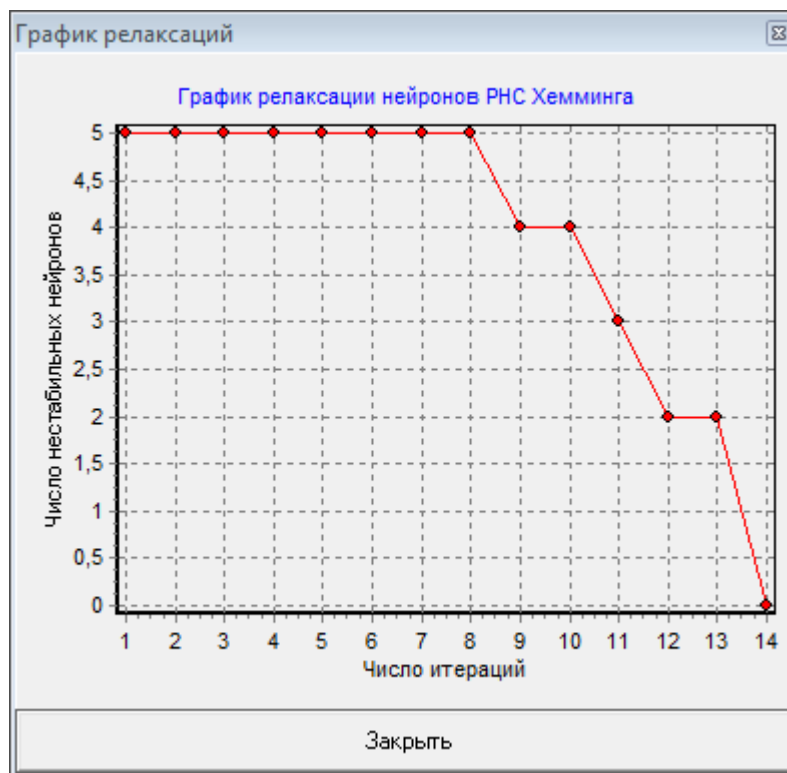 График релаксаций
График релаксации нейронов РНС Хемминга
Число нестабильных нейронов
5
4,5
4
3,5
3
2,5
2
1,5
1
0,5
0
1 2 3 4 5 6 7 8 9 10 11 12 13 14
Число итераций
Закрыть